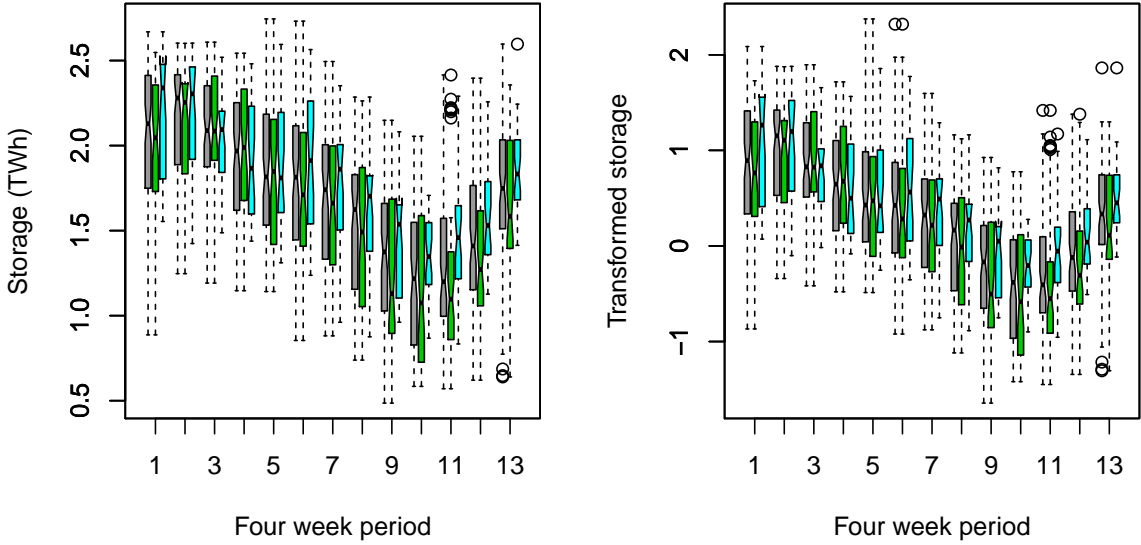 Storage (TWh)
2.5
2.0
1.5
1.0
0.5
1 3 5 7 9 11 13
Four week period
Transformed storage
2
1
0
−1
1 3 5 7 9 11 13
Four week period